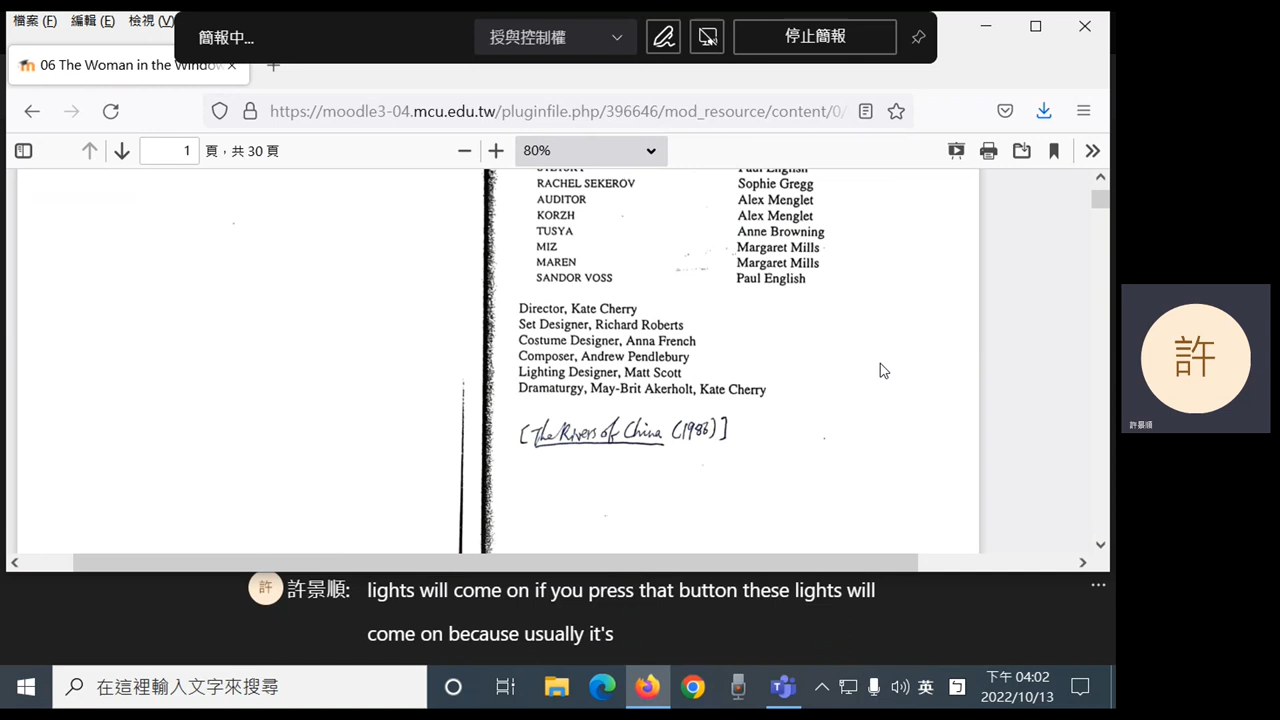 檔案 (F) 編輯 (E) 檢視 (V)
簡報中...
授與控制權
停止簡報
06 The Woman in the Window
https://moodle3-04.mcu.edu.tw/pluginfile.php/396646/mod_resource/content/0/
1 頁，共 30 頁
80%
Paul English
RACHEL SEKEROV Sophie Gregg
AUDITOR Alex Menglet
KORZH Alex Menglet
TUSYA Anne Browning
MIZ Margaret Mills
MAREN Margaret Mills
SANDOR VOSS Paul English
Director, Kate Cherry
Set Designer, Richard Roberts
Costume Designer, Anna French
Composer, Andrew Pendlebury
Lighting Designer, Matt Scott
Dramaturgy, May-Brit Akerholt, Kate Cherry
[The Rivers of China (1986)]
許
許景順
許 許景順: lights will come on if you press that button these lights will
come on because usually it's
在這裡輸入文字來搜尋
英
下午 04:02
2022/10/13